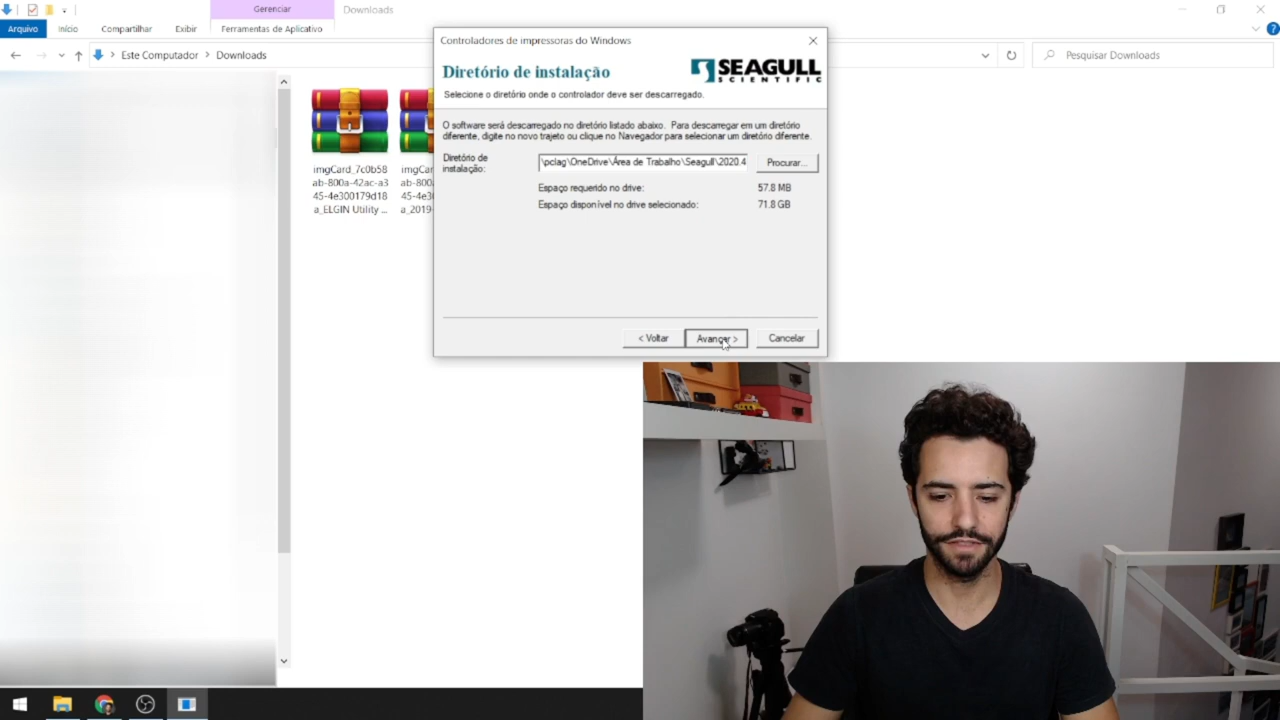 Gerenciar
Downloads
Arquivo
Início
Compartilhar
Exibir
Ferramentas de Aplicativo
Este Computador > Downloads
Pesquisar Downloads
imgCard_7c0b58
ab-800a-42ac-a3
45-4e300179d18
a_ELGIN Utility ...
a_2019-
Controladores de impressoras do Windows
Diretório de instalação
SEAGULL
SCIENTIFIC
Selecione o diretório onde o controlador deve ser descarregado.
O software será descarregado no diretório listado abaixo. Para descarregar em um diretório
diferente, digite no novo trajeto ou clique no Navegador para selecionar um diretório diferente.
Diretório de
instalação:
\pclag\OneDrive\Área de Trabalho\Seagull\2020.4
Procurar...
Espaço requerido no drive:
57.8 MB
Espaço disponível no drive selecionado:
71.8 GB
< Voltar
Avançar >
Cancelar